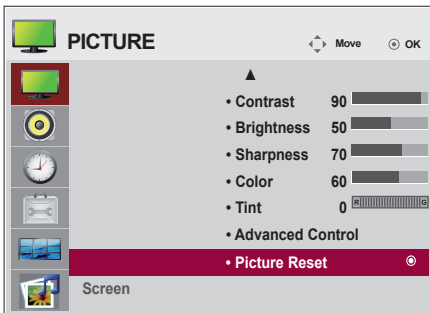 PICTURE Move OK
▲
• Contrast 90
• Brightness 50
• Sharpness 70
• Color 60
• Tint 0 R G
• Advanced Control
• Picture Reset
Screen